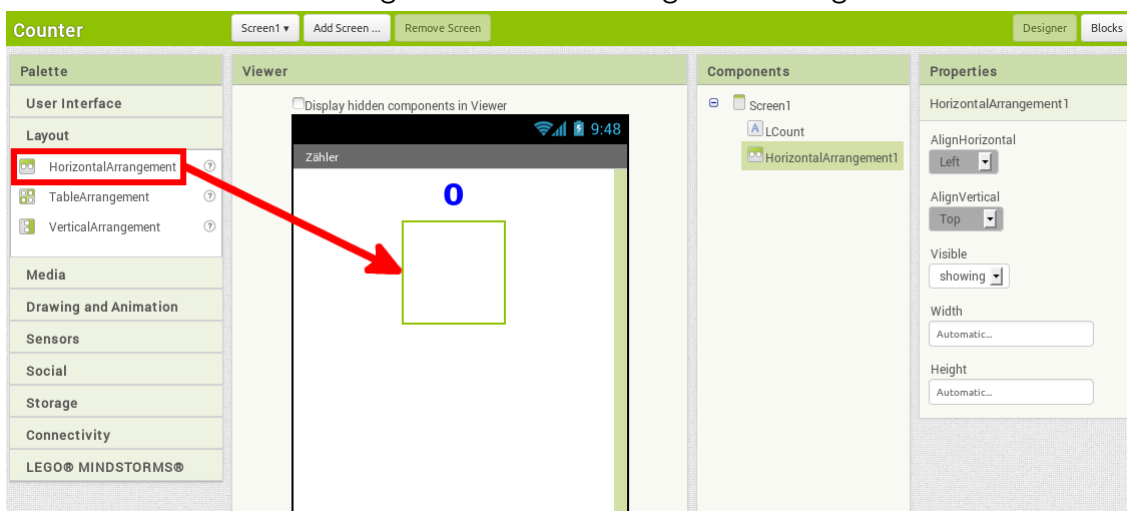 Counter
Screen1 ▾ Add Screen ... Remove Screen Designer Blocks
Palette
User Interface
Layout
HorizontalArrangement
TableArrangement
VerticalArrangement
Media
Drawing and Animation
Sensors
Social
Storage
Connectivity
LEGO® MINDSTORMS®
Viewer
Display hidden components in Viewer
9:48
Zähler
0
Components
Screen1
LCount
HorizontalArrangement1
Properties
HorizontalArrangement1
AlignHorizontal
Left
AlignVertical
Top
Visible
showing
Width
Automatic...
Height
Automatic...